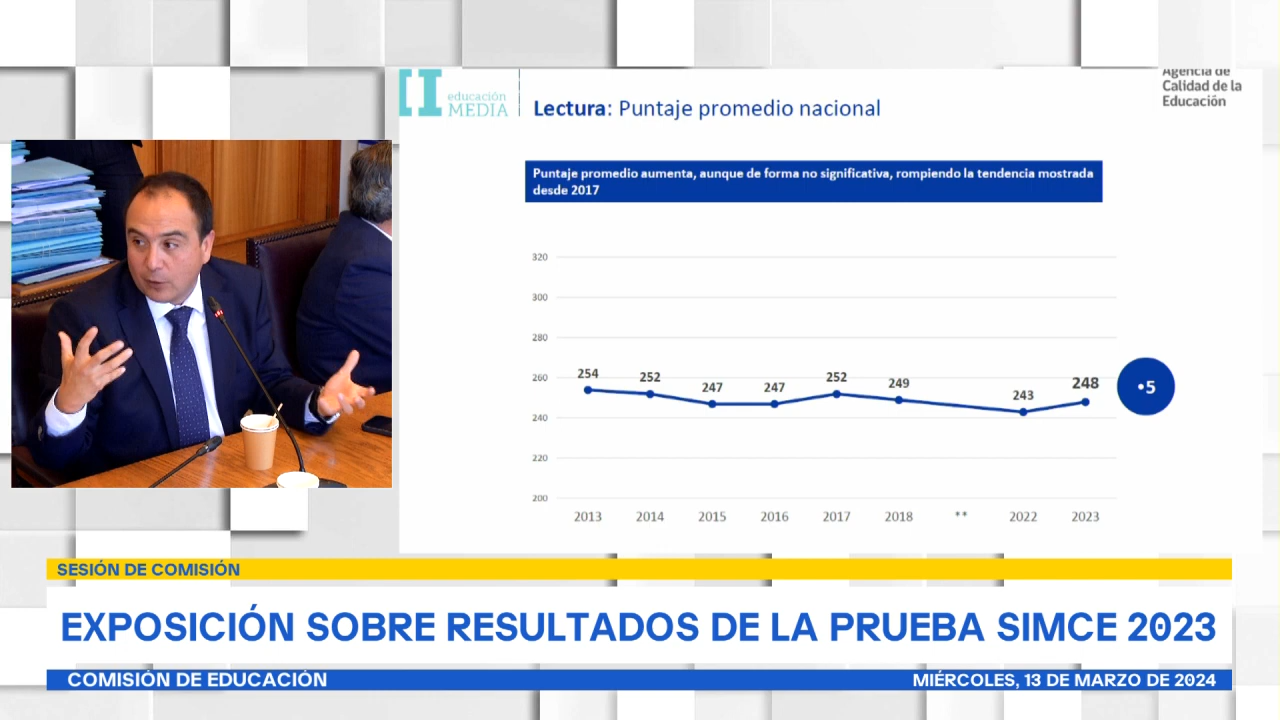 educación
MEDIA
Lectura: Puntaje promedio nacional
Agencia de
Calidad de la
Educación
Puntaje promedio aumenta, aunque de forma no significativa, rompiendo la tendencia mostrada
desde 2017
320
300
280
260
240
220
200
254
252
247
247
252
249
243
248
•5
2013
2014
2015
2016
2017
2018
**
2022
2023
SESIÓN DE COMISIÓN
EXPOSICIÓN SOBRE RESULTADOS DE LA PRUEBA SIMCE 2023
COMISIÓN DE EDUCACIÓN
MIÉRCOLES, 13 DE MARZO DE 2024